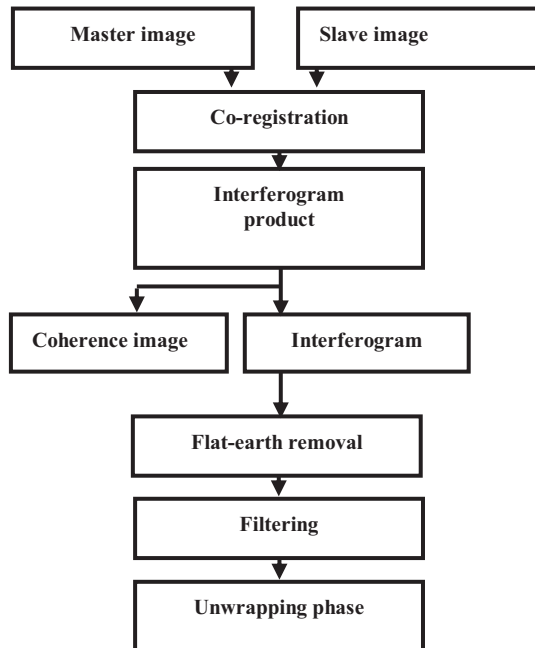 Master image
Slave image
Co-registration
Interferogram
product
Coherence image
Interferogram
Flat-earth removal
Filtering
Unwrapping phase